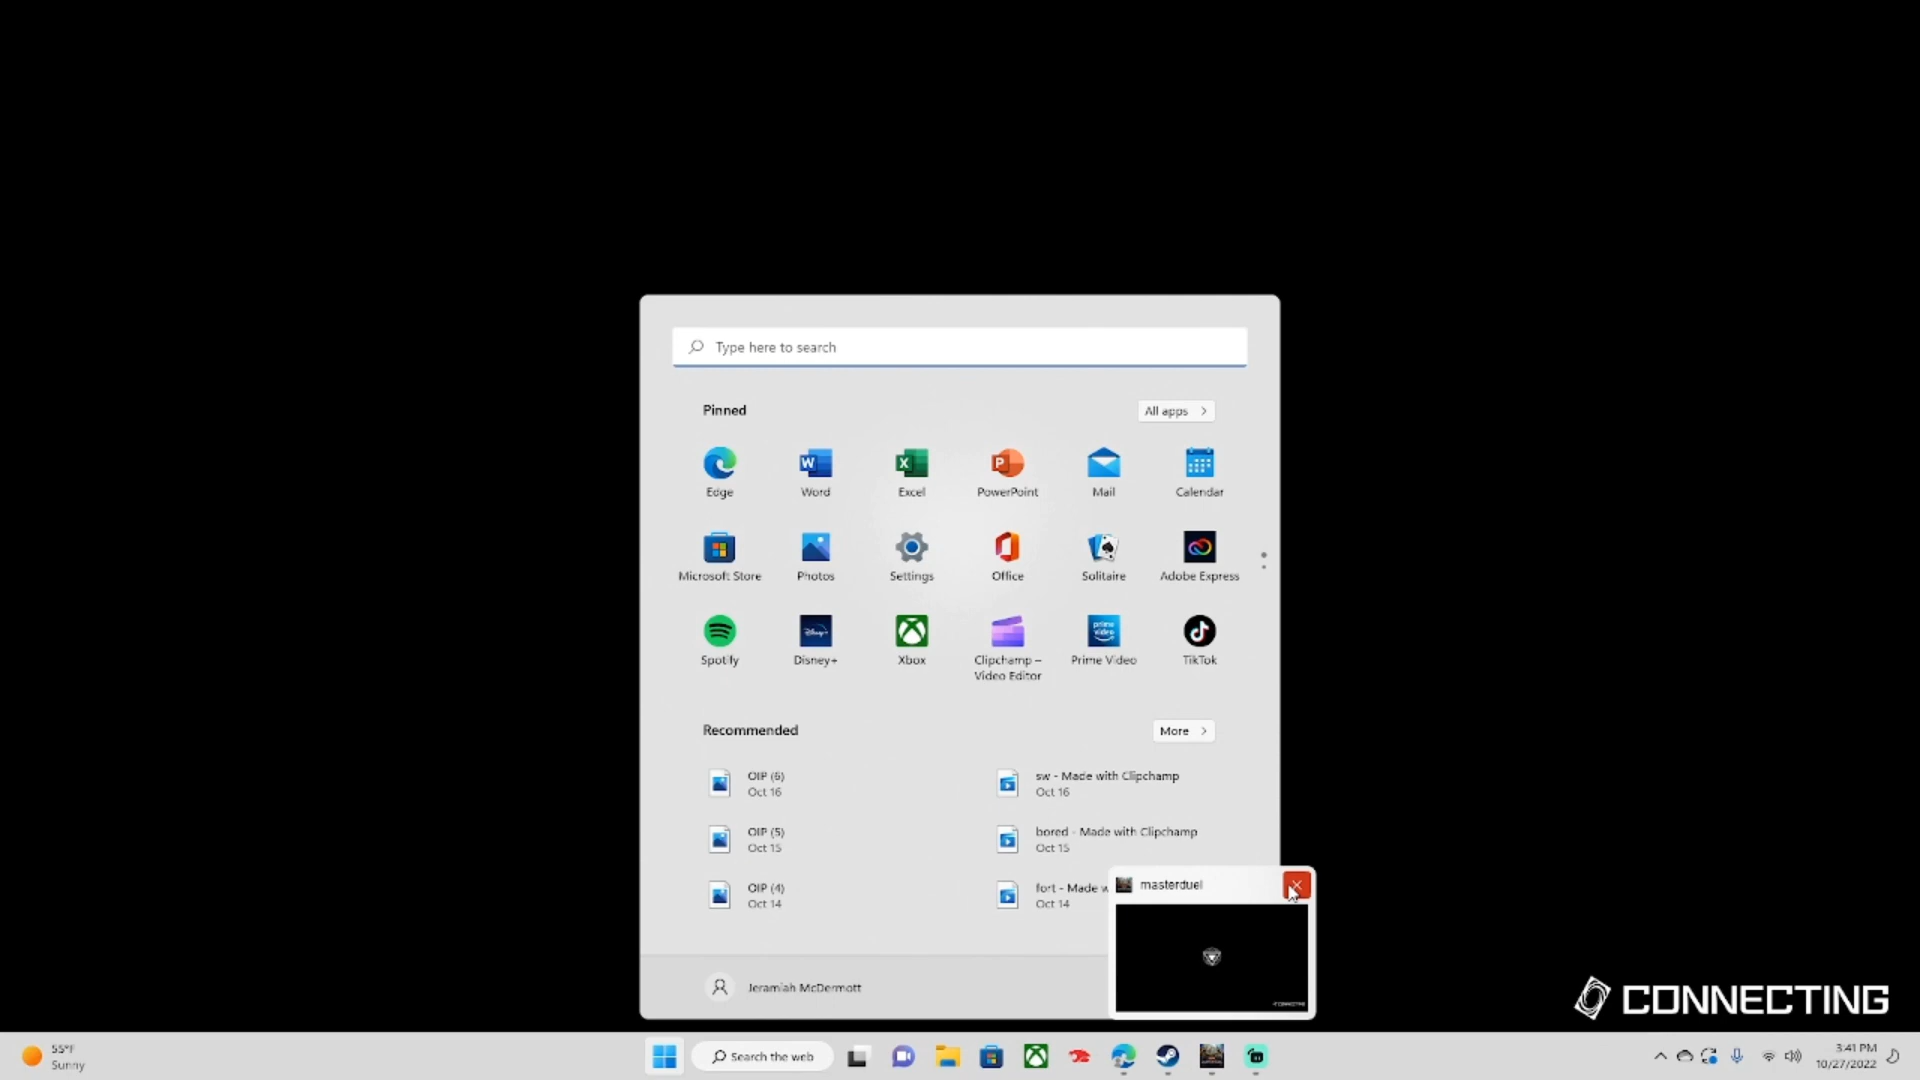 Type here to search
Pinned
All apps
Edge
Word
Excel
PowerPoint
Mail
Calendar
Microsoft Store
Photos
Settings
Office
Solitaire
Adobe Express
Spotify
Disney+
Xbox
Clipchamp –
Video Editor
Prime Video
TikTok
Recommended
More
OIP (6)
Oct 16
sw - Made with Clipchamp
Oct 16
OIP (5)
Oct 15
bored - Made with Clipchamp
Oct 15
OIP (4)
Oct 14
fort - Made w
Oct 14
masterduel
Jeramiah McDermott
CONNECTING
CONNECTING
55°F
Sunny
Search the web
3:41 PM
10/27/2022